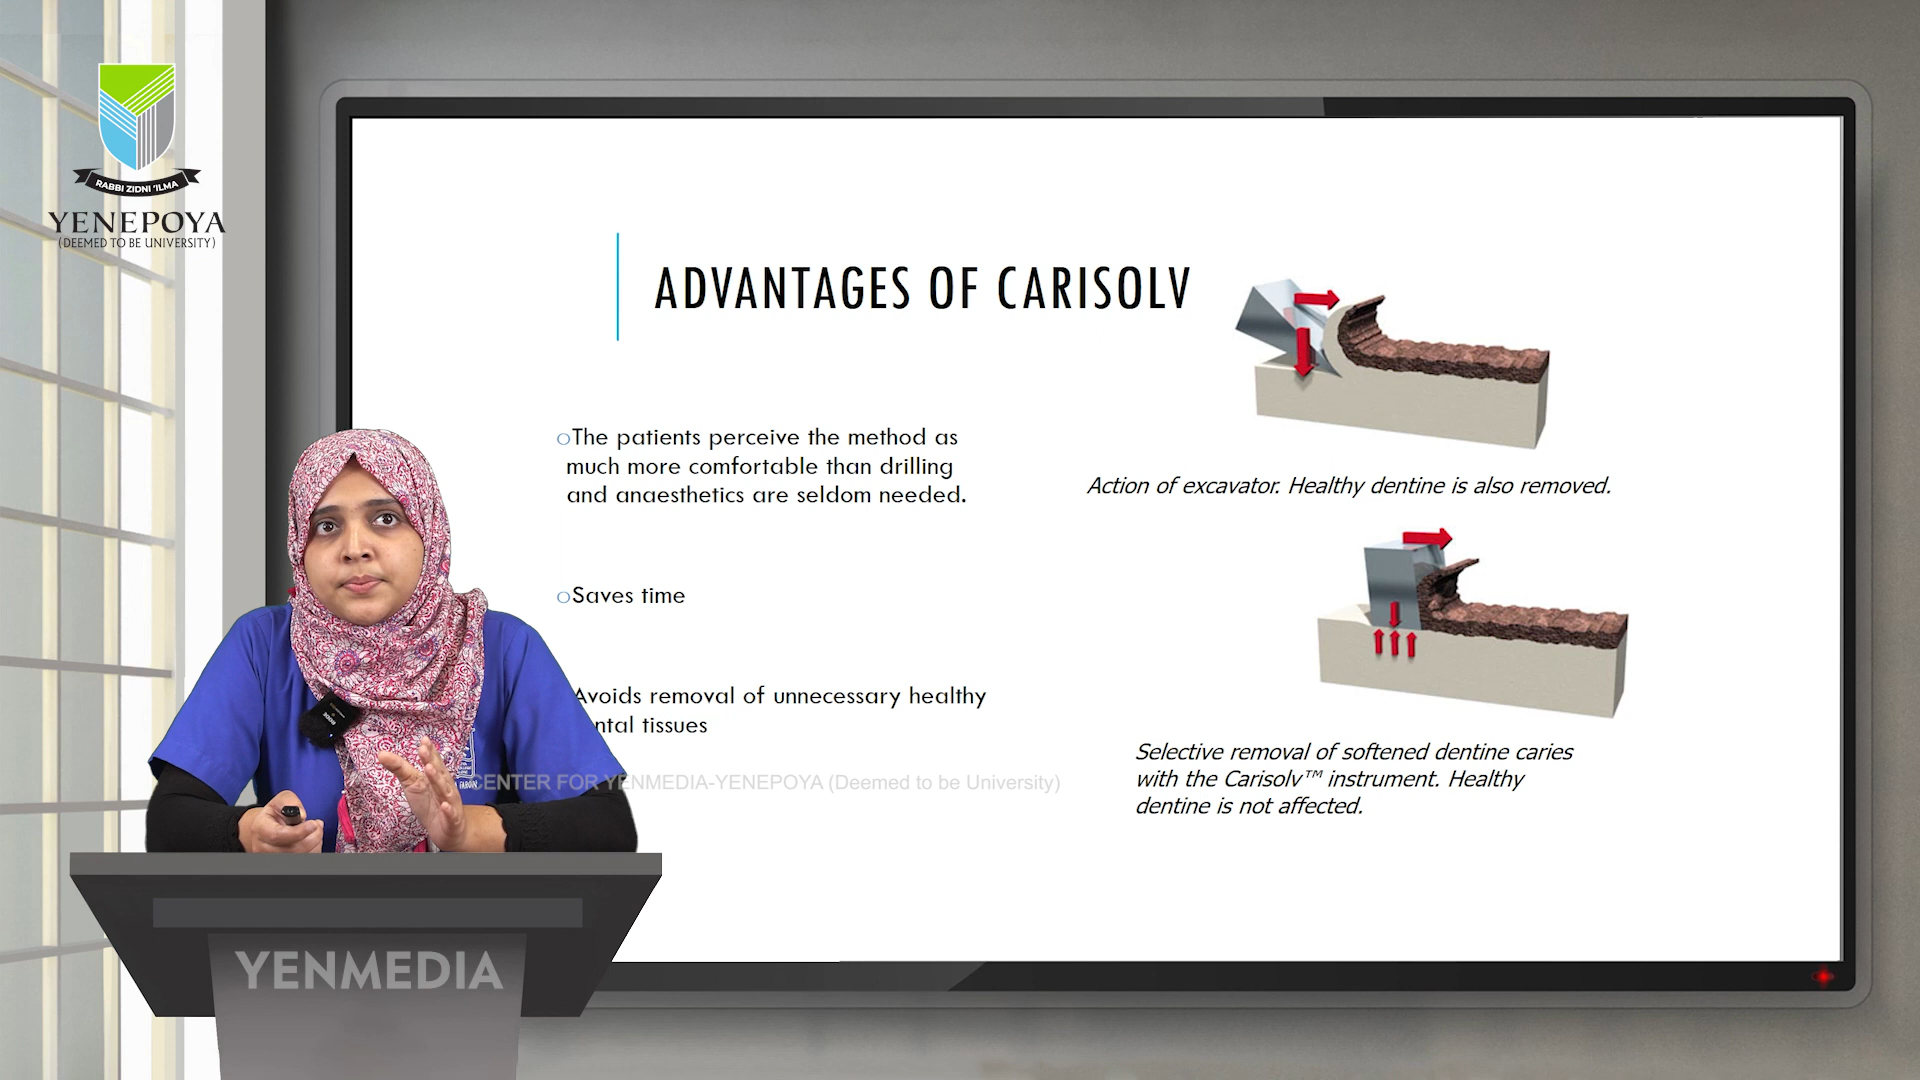 RABBI ZIDNI 'ILMA
YENEPOYA
(DEEMED TO BE UNIVERSITY)
ADVANTAGES OF CARISOLV
The patients perceive the method as
much more comfortable than drilling
and anaesthetics are seldom needed.
Saves time
Avoids removal of unnecessary healthy
ntal tissues
Action of excavator. Healthy dentine is also removed.
Selective removal of softened dentine caries
with the Carisolv™ instrument. Healthy
dentine is not affected.
CENTER FOR YENMEDIA-YENEPOYA (Deemed to be University)
YENMEDIA